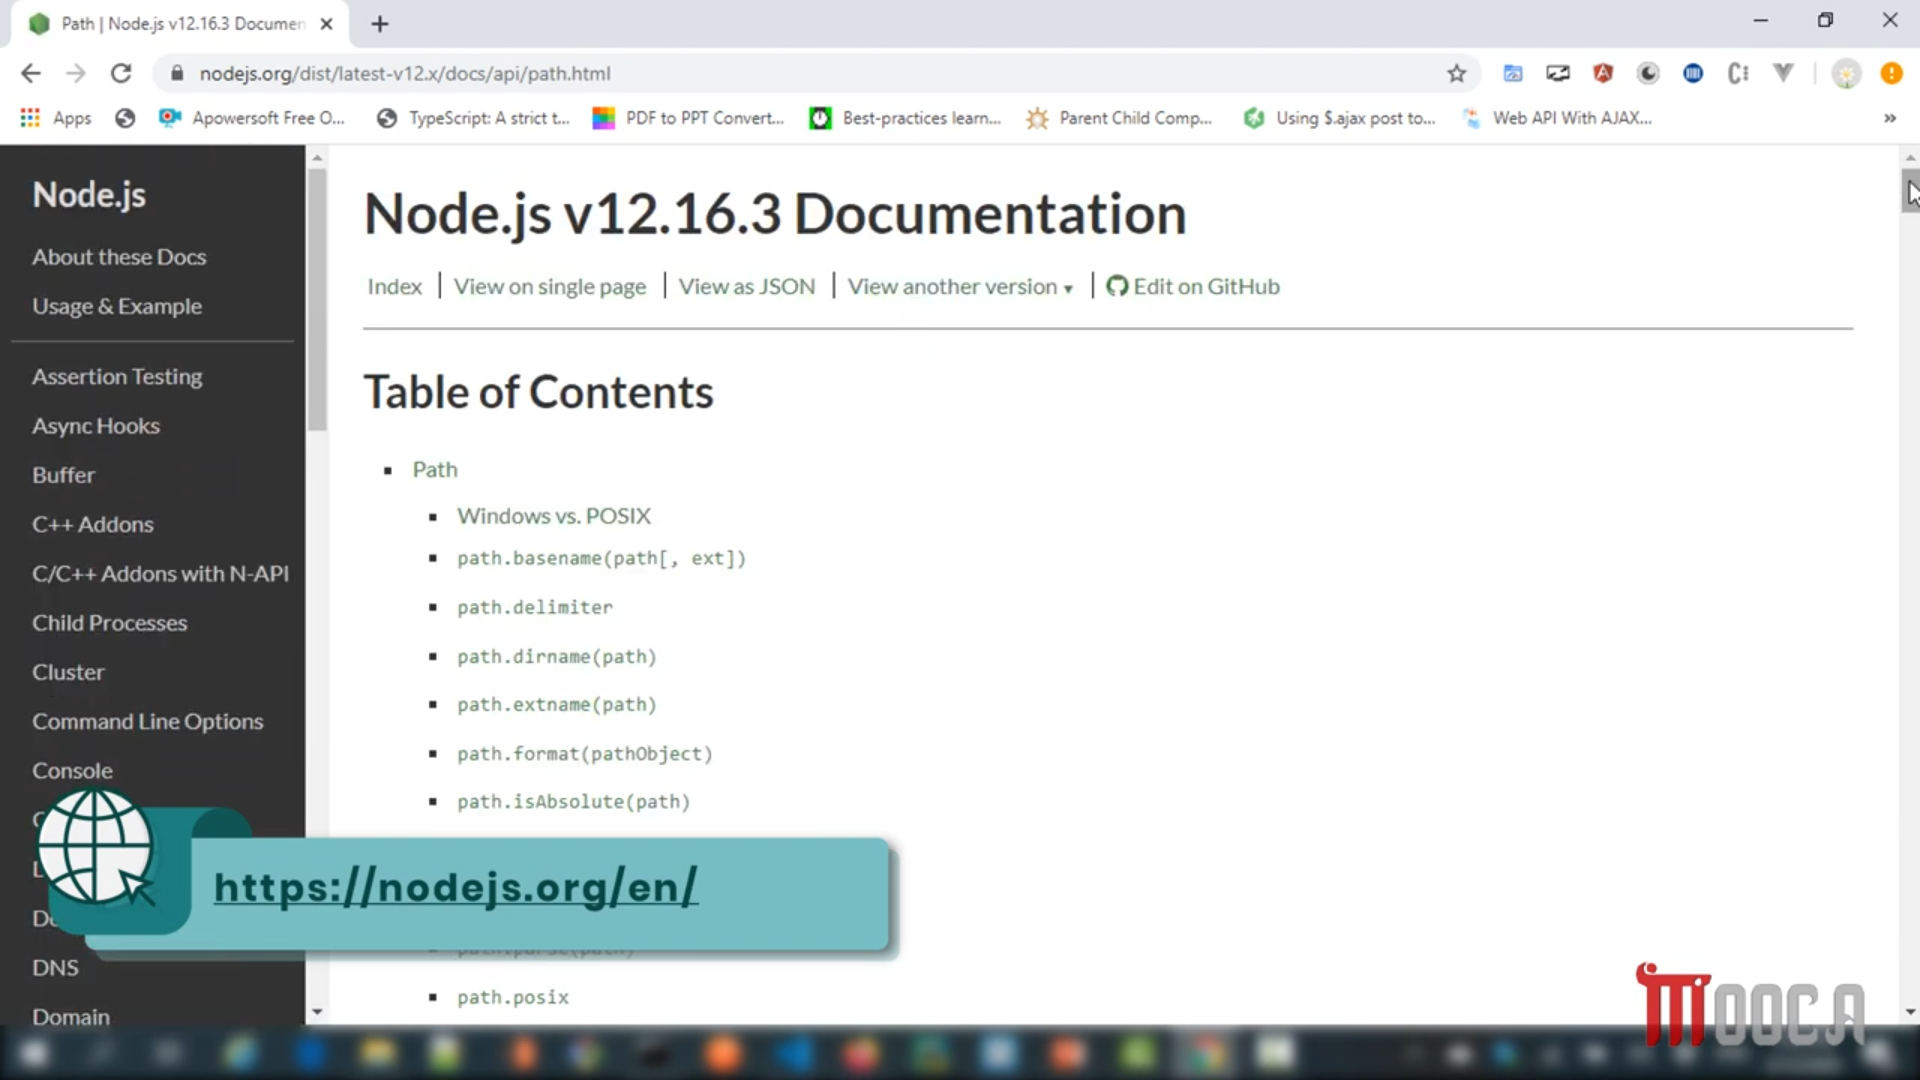 Path | Node.js v12.16.3 Documen
nodejs.org/dist/latest-v12.x/docs/api/path.html
Apps
Apowersoft Free O...
TypeScript: A strict t...
PDF to PPT Convert...
Best-practices learn...
Parent Child Comp...
Using $.ajax post to...
Web API With AJAX...
»
Node.js
About these Docs
Usage & Example
Assertion Testing
Async Hooks
Buffer
C++ Addons
C/C++ Addons with N-API
Child Processes
Cluster
Command Line Options
Console
DNS
Domain
Node.js v12.16.3 Documentation
Index | View on single page | View as JSON | View another version ▾ | Edit on GitHub
Table of Contents
Path
Windows vs. POSIX
path.basename(path[, ext])
path.delimiter
path.dirname(path)
path.extname(path)
path.format(pathObject)
path.isAbsolute(path)
path.posix
https://nodejs.org/en/
MOOCA